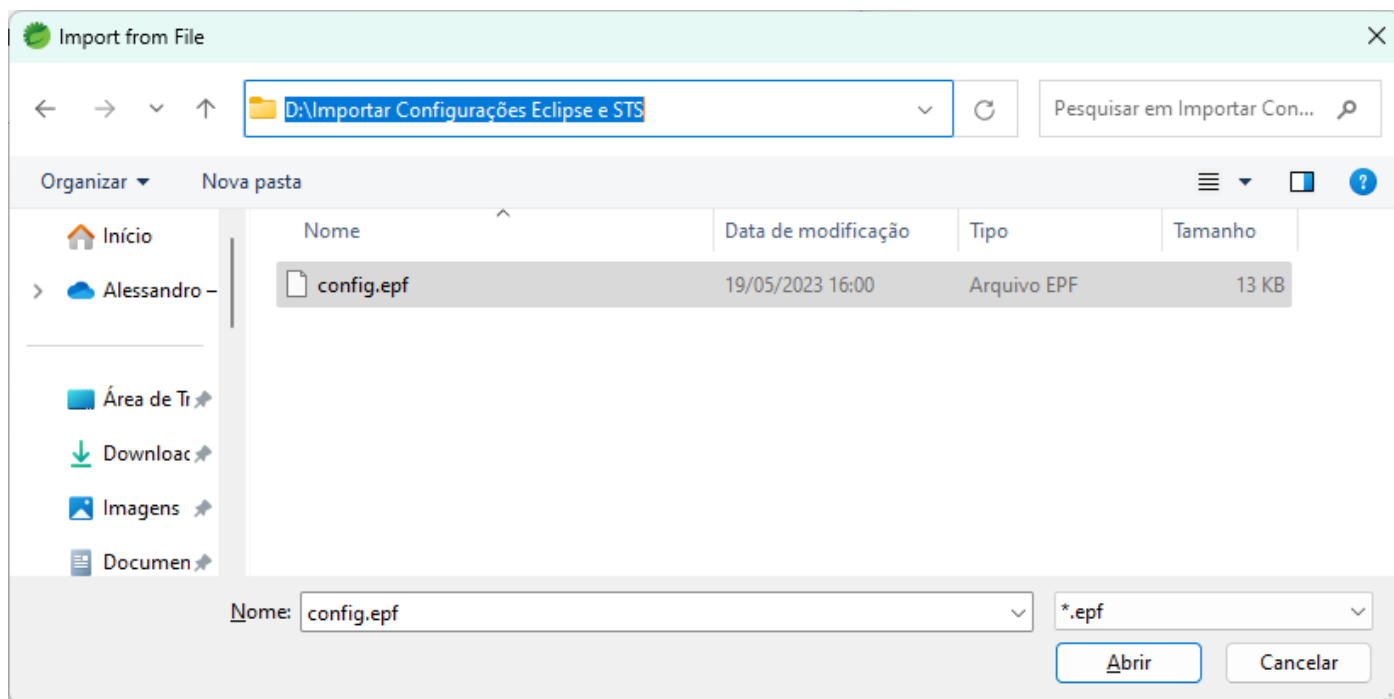 Import from File
D:\Importar Configurações Eclipse e STS
Pesquisar em Importar Con...
Organizar
Nova pasta
Nome
Data de modificação
Tipo
Tamanho
Início
Alessandro –
config.epf
19/05/2023 16:00
Arquivo EPF
13 KB
Área de Tr
Downloac
Imagens
Documen
Nome:
config.epf
*.epf
Abrir
Cancelar